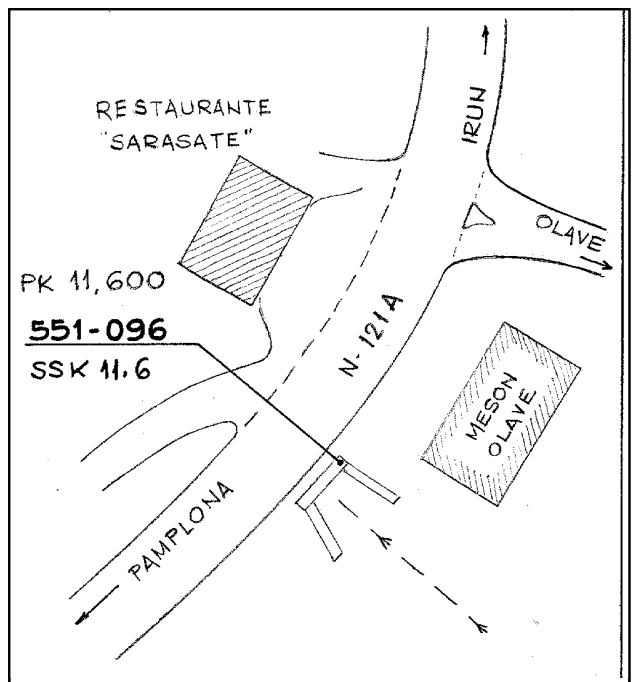 RESTAURANTE
"SARASATE"
IRUN
OLAVE
PK 11,600
551-096
SSK 11.6
N-121A
MESON
OLAVE
PAMPLONA